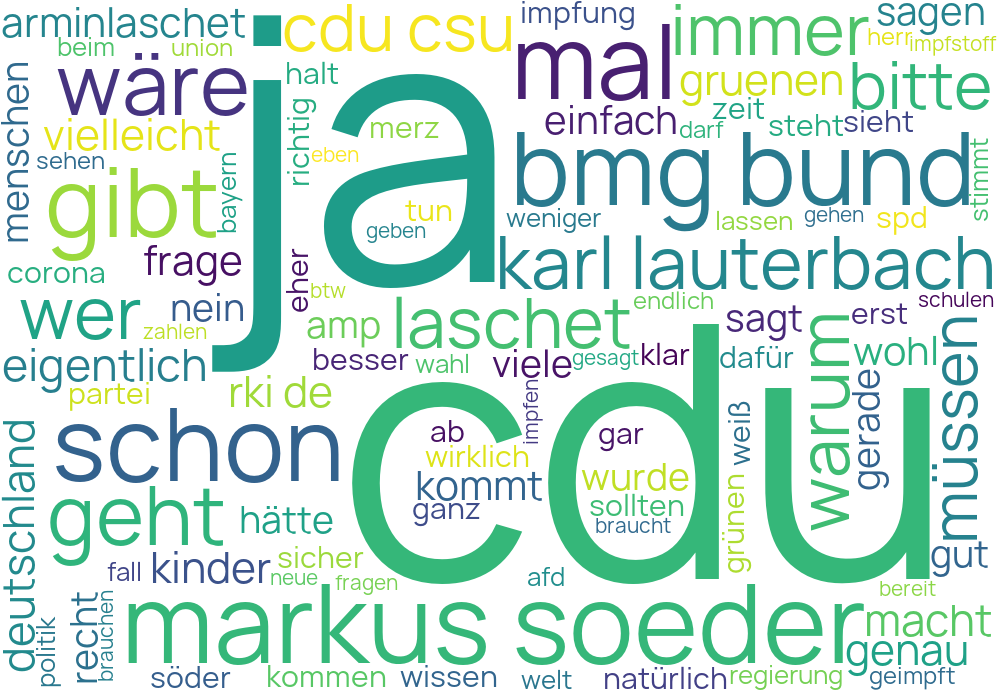 arminlaschet
cdu csu
impfung
immer
sagen
beim
union
herr
impfstoff
ja
wäre
halt
mal
gruenen
bitte
menschen
vielleicht
richtig
merz
einfach
darf
zeit
steht
sieht
sehen
eben
gibt
bayern
tun
geben
bmg bund
weniger
lassen
gehen
spd
stimmt
corona
frage
eher
karl lauterbach
btw
wer
nein
zahlen
amp
laschet
endlich
sagt
erst
schulen
eigentlich
besser
wahl
viele
gesagt
klar
dafür
warum
wohl
müssen
partei
rki de
impfen
weiß
gerade
schon
ab
gar
cdu
wirklich
kommt
wurde
deutschland
geht
hätte
ganz
sollten
braucht
grünen
gut
fall
kinder
sicher
neue
fragen
afd
bereit
politik
recht
brauchen
markus soeder
macht
genau
söder
kommen
wissen
welt
natürlich
regierung
geimpft